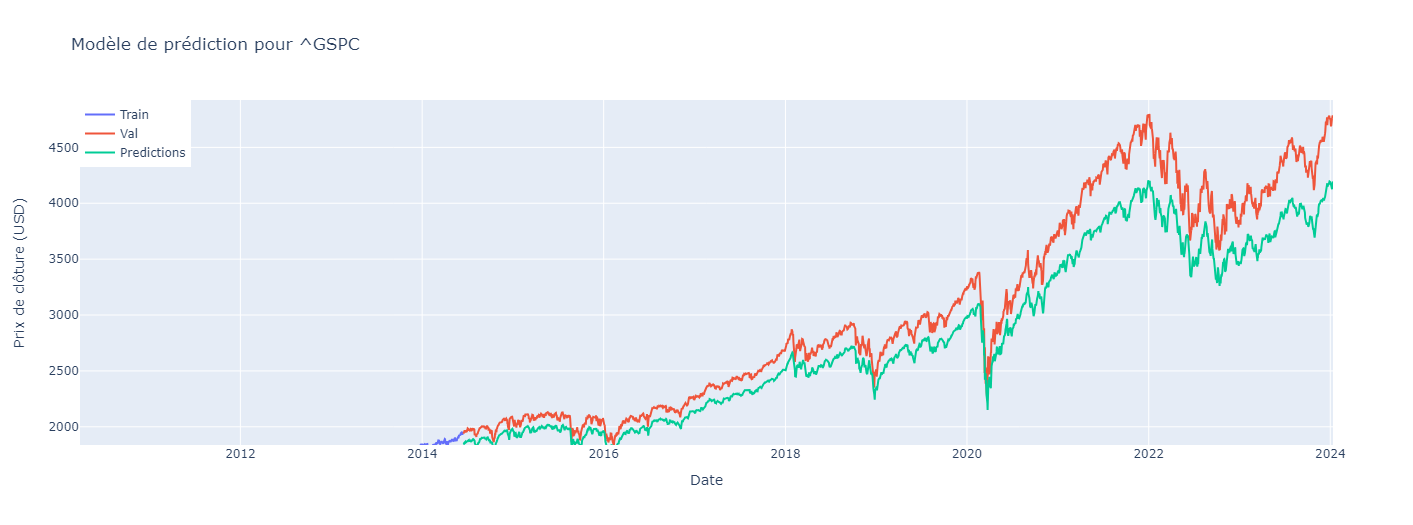 Modèle de prédiction pour ^GSPC
Train
Val
Predictions
4500
4000
3500
3000
2500
2000
Prix de clôture (USD)
2012
2014
2016
2018
2020
2022
2024
Date